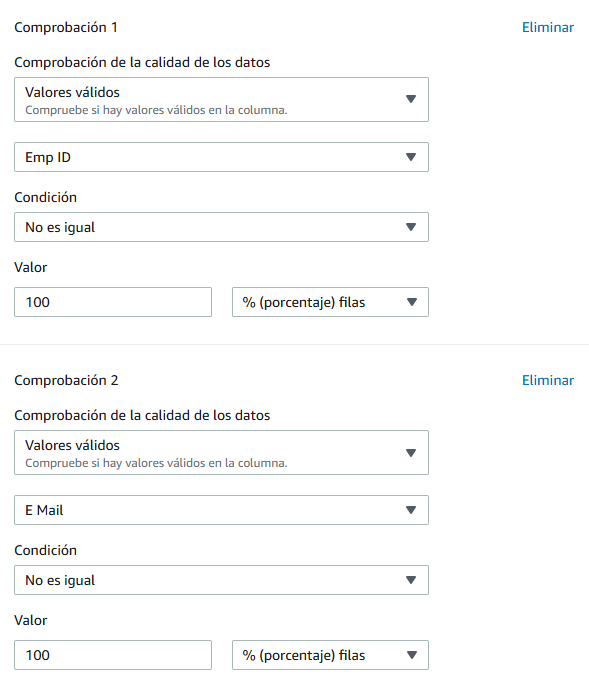 Comprobación 1
Eliminar
Comprobación de la calidad de los datos
Valores válidos
Compruebe si hay valores válidos en la columna.
Emp ID
Condición
No es igual
Valor
100
% (porcentaje) filas
Comprobación 2
Eliminar
Comprobación de la calidad de los datos
Valores válidos
Compruebe si hay valores válidos en la columna.
E Mail
Condición
No es igual
Valor
100
% (porcentaje) filas